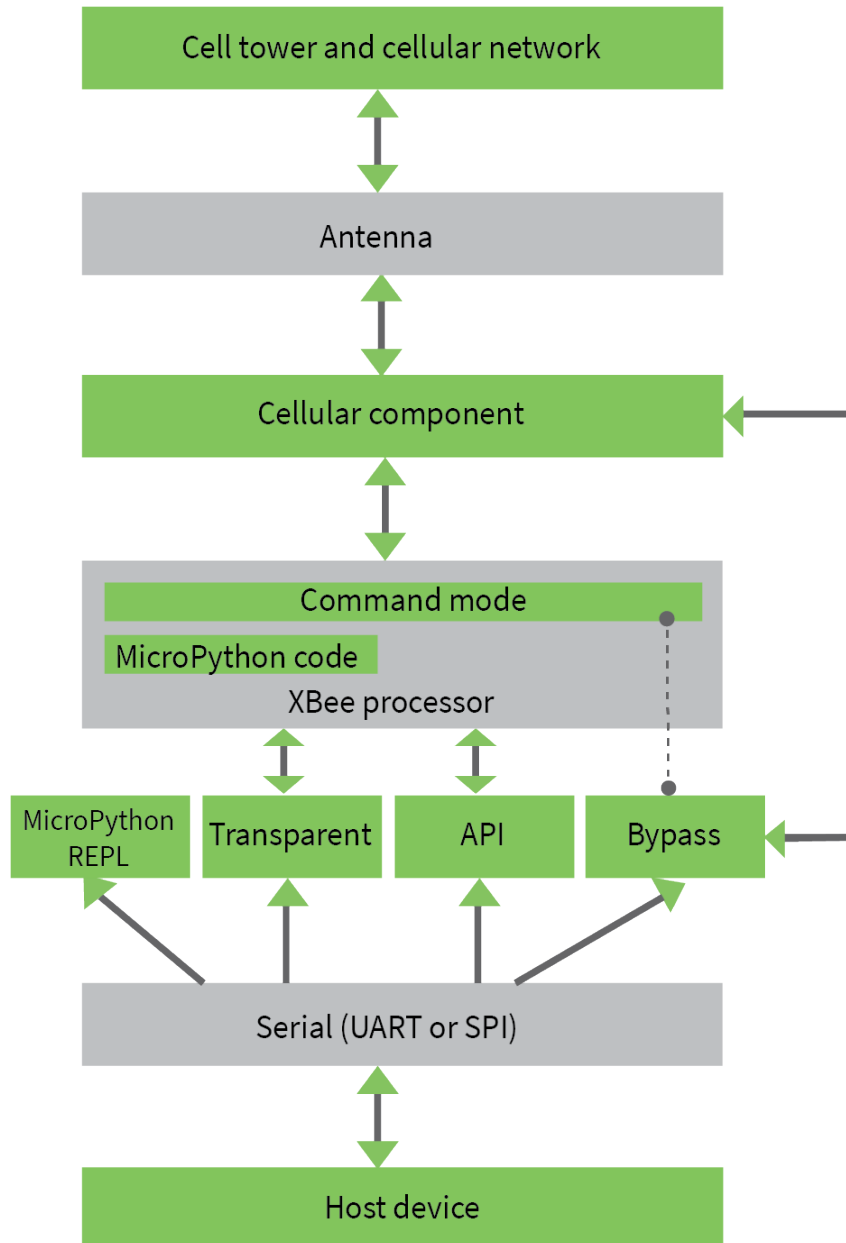 Cell tower and cellular network
Antenna
Cellular component
Command mode
MicroPython code
XBee processor
MicroPython
REPL
Transparent
API
Bypass
Serial (UART or SPI)
Host device